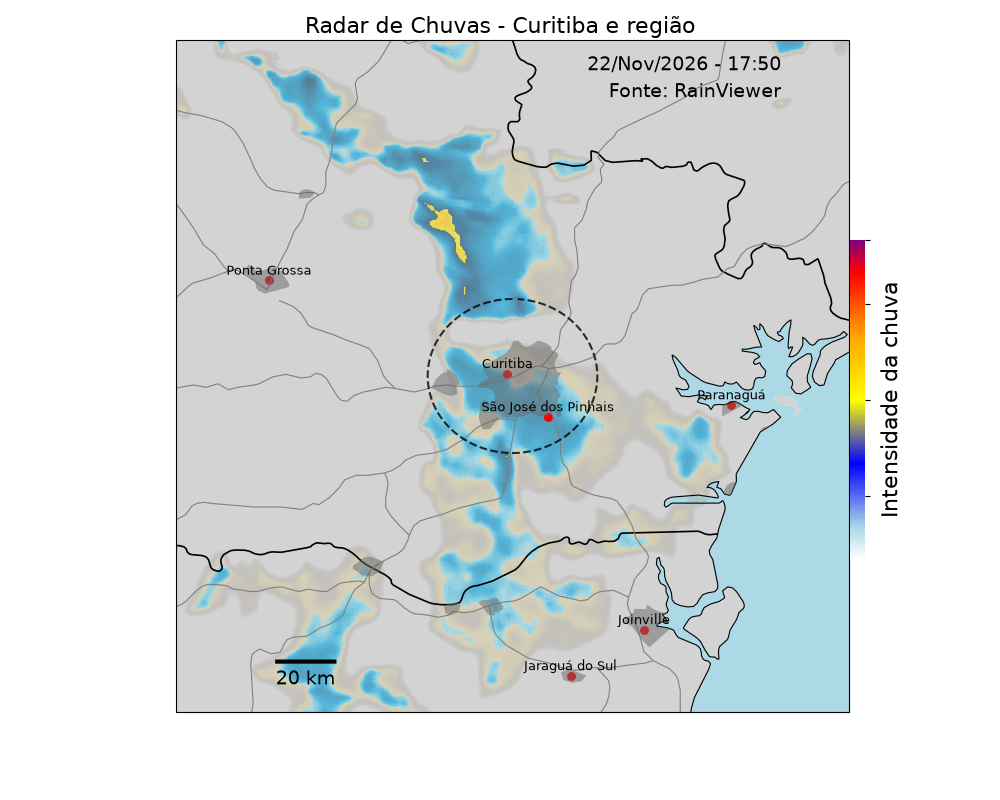 Radar de Chuvas - Curitiba e região
22/Nov/2026 - 17:50
Fonte: RainViewer
Ponta Grossa
Curitiba
São José dos Pinhais
Paranaguá
Joinville
Jaraguá do Sul
20 km
Intensidade da chuva